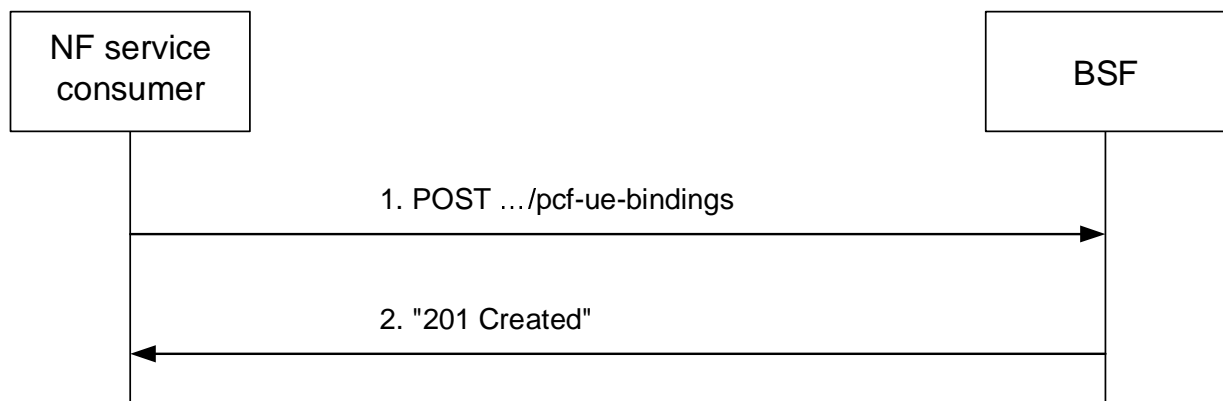 NF service
consumer
BSF
1. POST …/pcf-ue-bindings
2. "201 Created"